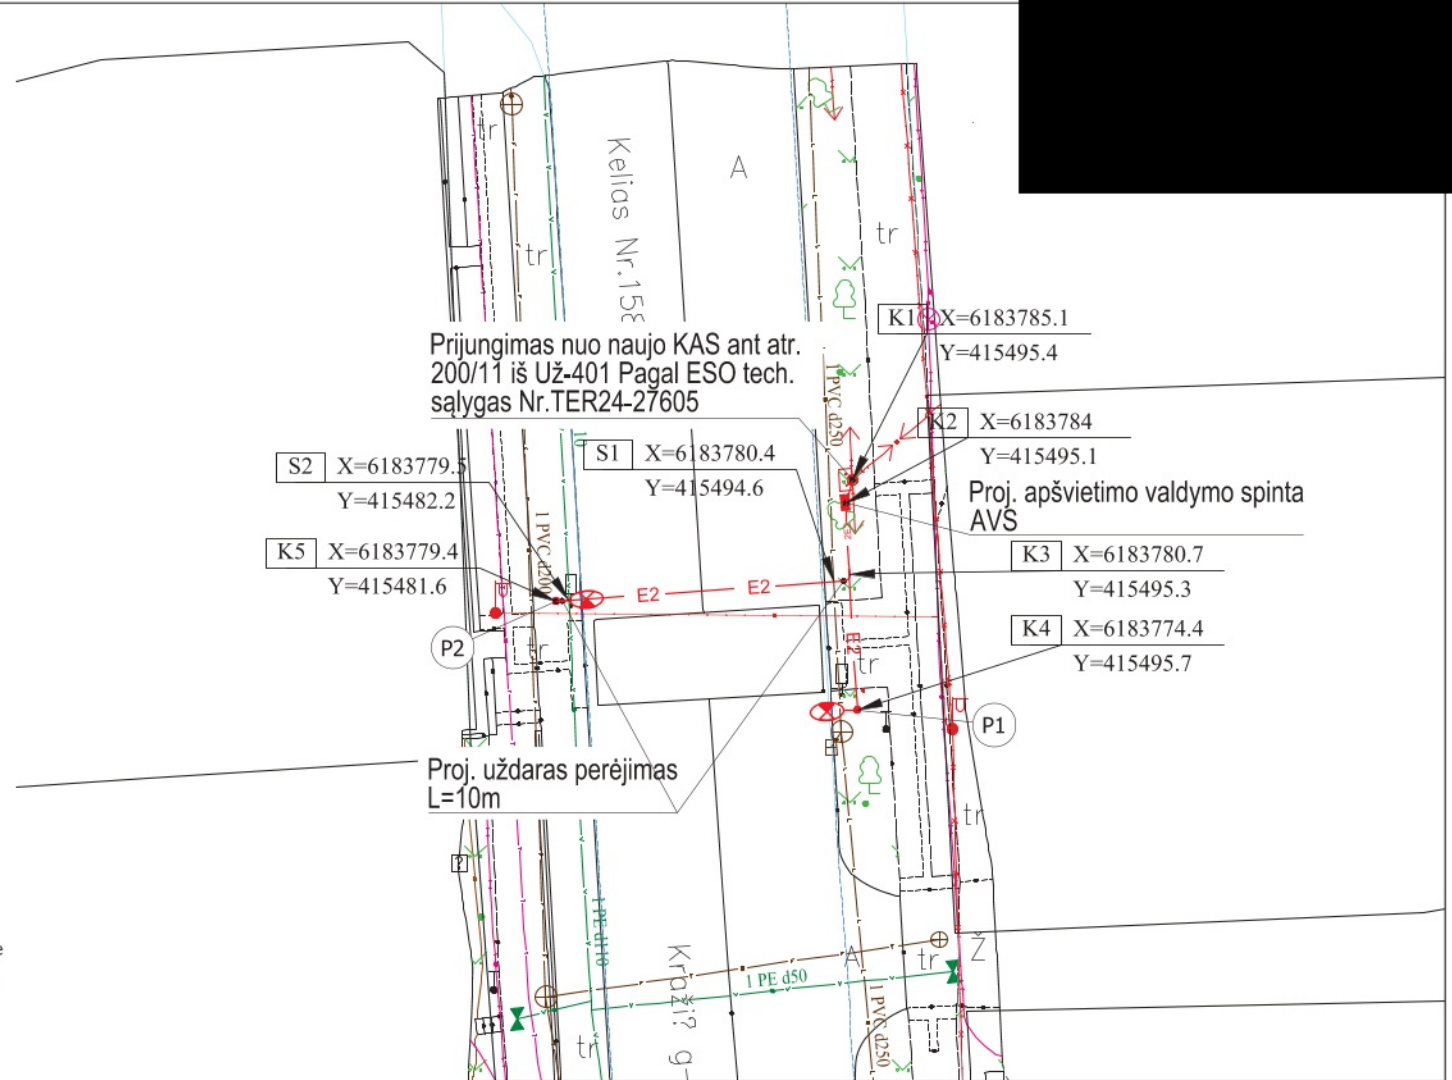 tr
A
Kelias Nr.158
tr
tr
K1 X=6183785.1
Y=415495.4
Prijungimas nuo naujo KAS ant atr.
200/11 iš Už-401 Pagal ESO tech.
sąlygas Nr.TER24-27605
1 PVC d250
K2 X=6183784
Y=415495.1
10
S1 X=6183780.4
Y=415494.6
S2 X=6183779.5
Y=415482.2
Proj. apšvietimo valdymo spinta
AVS
1 PVC d200
K5 X=6183779.4
Y=415481.6
K3 X=6183780.7
Y=415495.3
E2 E2
K4 X=6183774.4
Y=415495.7
P2
tr
E2
tr
P1
Proj. uždaras perėjimas
L=10m
tr
?
1 PE d110
Kraži? g-
A
tr
Ž
1 PE d50
1 PVC d250
tr